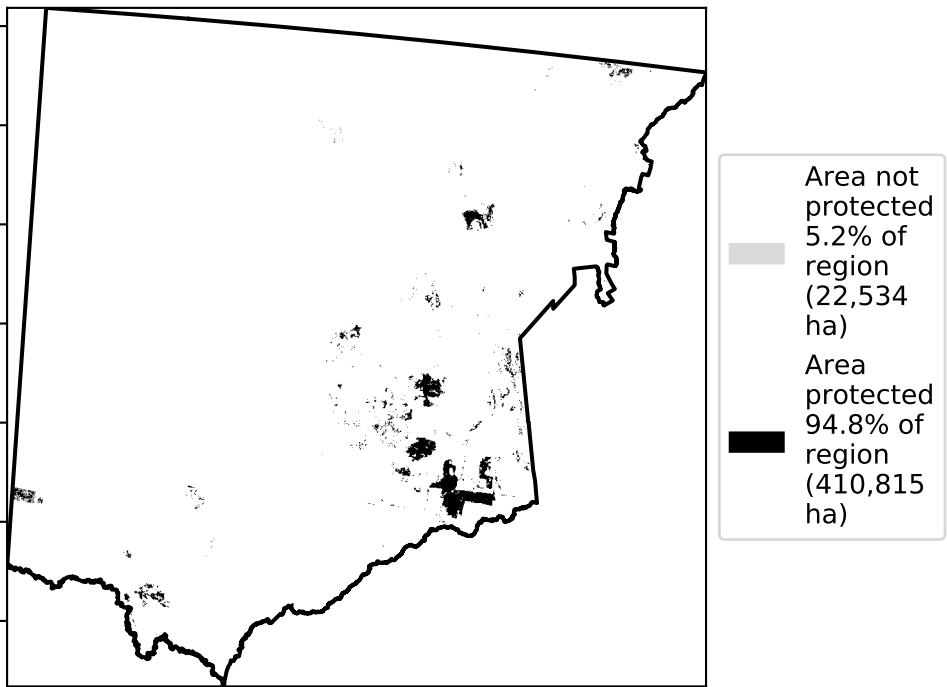 Area not
protected
5.2% of
region
(22,534
ha)
Area
protected
94.8% of
region
(410,815
ha)